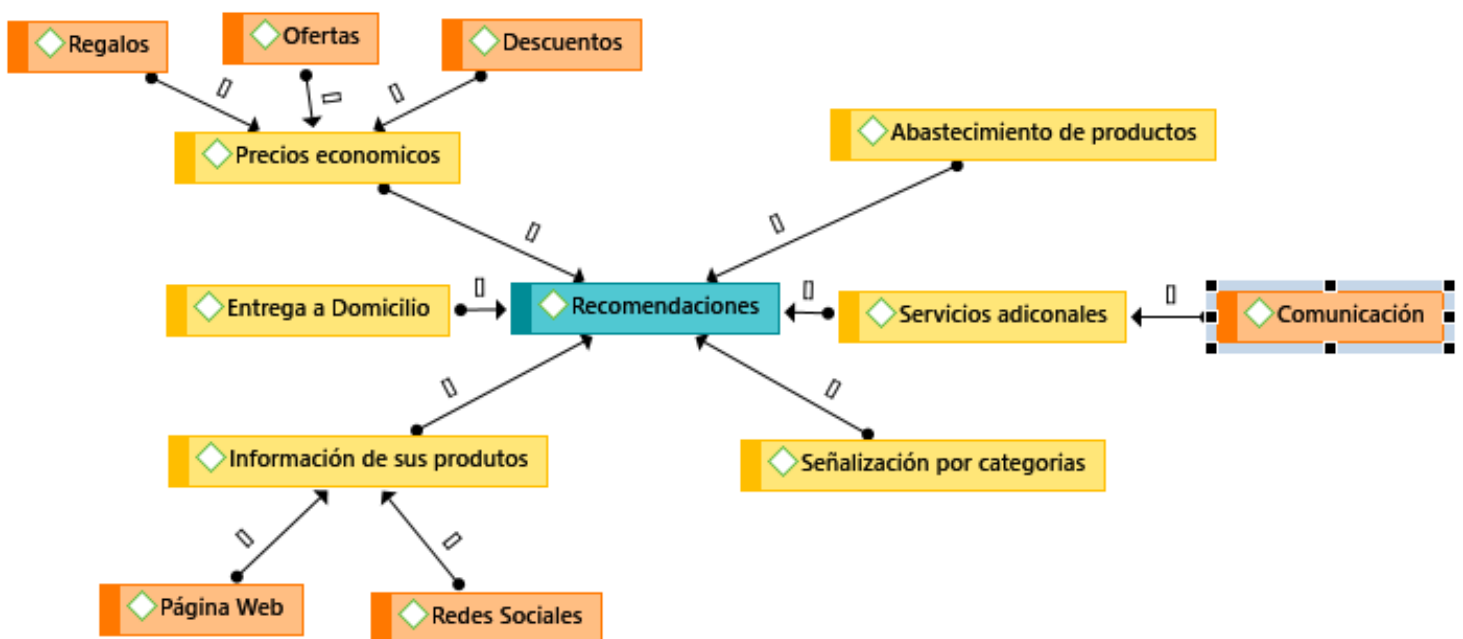 Regalos
Ofertas
Descuentos
Precios economicos
Abastecimiento de productos
Entrega a Domicilio
Recomendaciones
Servicios adiconales
Comunicación
Información de sus produtos
Señalización por categorias
Página Web
Redes Sociales